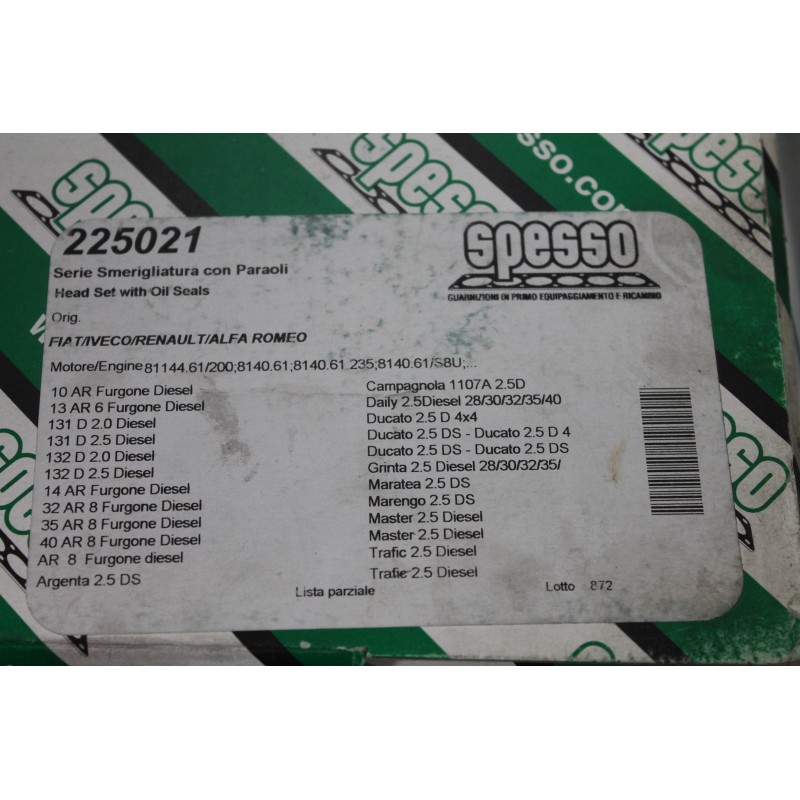 spesso
spesso
spesso
sso.com
225021
Serie Smerigliatura con Paraoli
Head Set with Oil Seals
Orig.
FIAT/IVECO/RENAULT/ALFA ROMEO
Motore/Engine 81144.61/200;8140.61;8140.61 235;8140.61/S8U;...
spesso
GUARNIZIONI DI PRIMO EQUIPAGGIAMENTO E RICAMBIO
10 AR Furgone Diesel
13 AR 6 Furgone Diesel
131 D 2.0 Diesel
131 D 2.5 Diesel
132 D 2.0 Diesel
132 D 2.5 Diesel
14 AR Furgone Diesel
32 AR 8 Furgone Diesel
35 AR 8 Furgone Diesel
40 AR 8 Furgone Diesel
AR 8 Furgone diesel
Argenta 2.5 DS
Campagnola 1107A 2.5D
Daily 2.5Diesel 28/30/32/35/40
Ducato 2.5 D 4x4
Ducato 2.5 DS - Ducato 2.5 D 4
Ducato 2.5 DS - Ducato 2.5 DS
Grinta 2.5 Diesel 28/30/32/35/
Maratea 2.5 DS
Marengo 2.5 DS
Master 2.5 Diesel
Master 2.5 Diesel
Trafic 2.5 Diesel
Trafic 2.5 Diesel
Lista parziale
Lotto 872